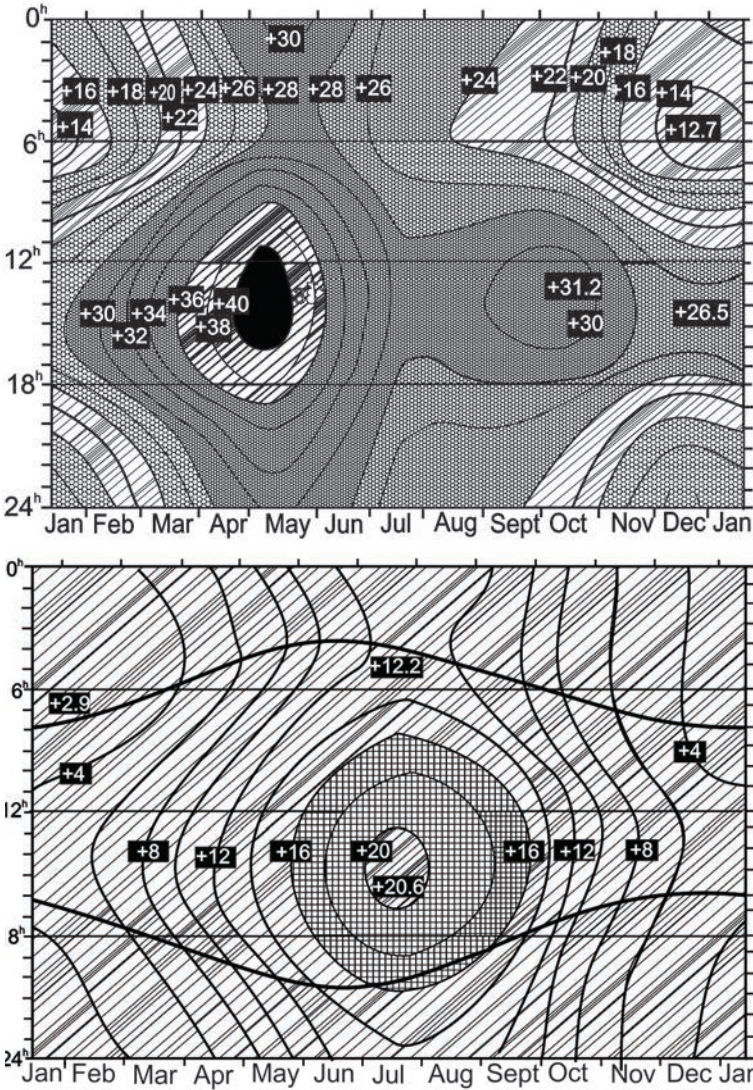 0h
+30
+18
+16 +18 +20 +24 +26 +28 +28 +26 +24 +22 +20 +16 +14
+22
+14 +12.7
6h
12h
+31.2
+36 +40
+30 +34 +26.5
+32 +38 +30
18h
24h
Jan Feb Mar Apr May Jun Jul Aug Sept Oct Nov Dec Jan
0h
+12.2
6h
+2.9
+4 +4
12h
+8 +12 +16 +20 +16 +12 +8
+20.6
8h
24h
Jan Feb Mar Apr May Jun Jul Aug Sept Oct Nov Dec Jan